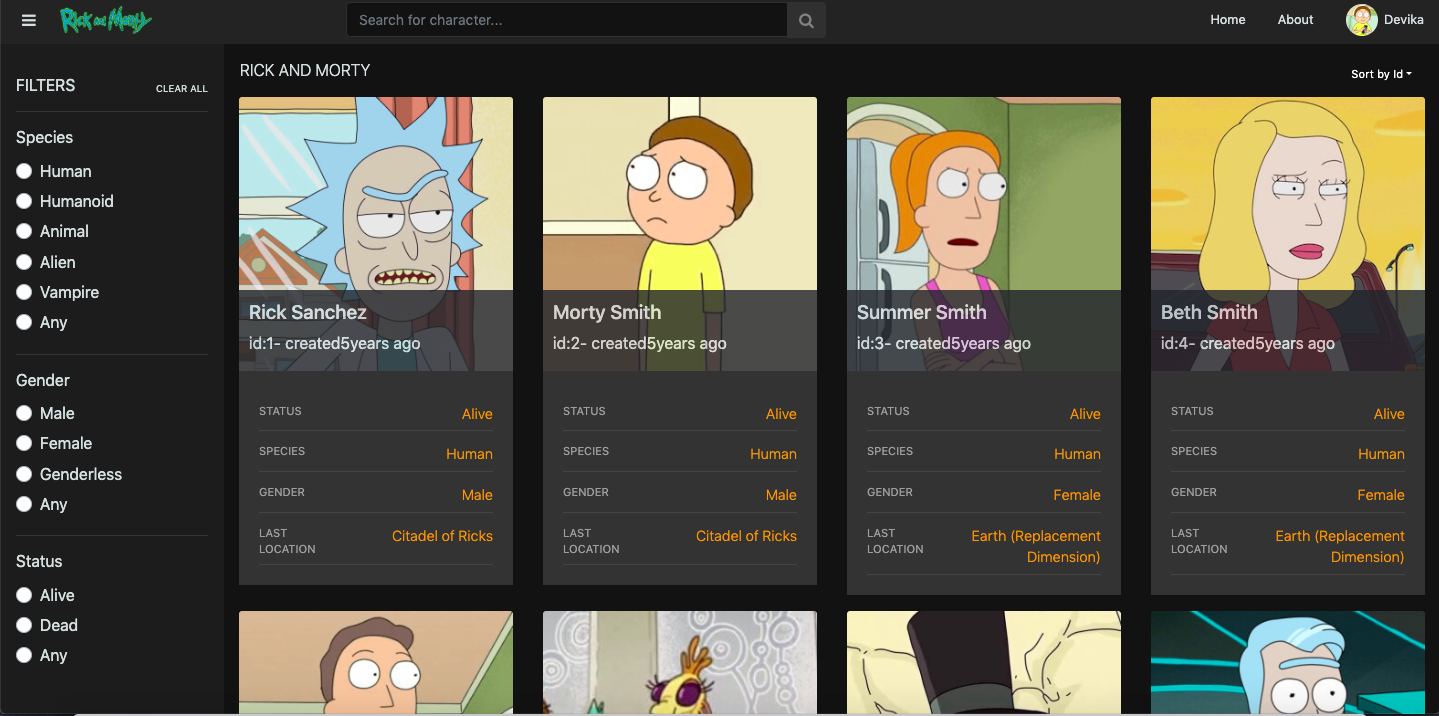 Rick and Morty
Search for character...
Home
About
Devika
FILTERS
CLEAR ALL
Species
Human
Humanoid
Animal
Alien
Vampire
Any
Gender
Male
Female
Genderless
Any
Status
Alive
Dead
Any
RICK AND MORTY
Sort by Id
Rick Sanchez
id:1- created5years ago
STATUS
Alive
SPECIES
Human
GENDER
Male
LAST
LOCATION
Citadel of Ricks
Morty Smith
id:2- created5years ago
STATUS
Alive
SPECIES
Human
GENDER
Male
LAST
LOCATION
Citadel of Ricks
Summer Smith
id:3- created5years ago
STATUS
Alive
SPECIES
Human
GENDER
Female
LAST
LOCATION
Earth (Replacement
Dimension)
Beth Smith
id:4- created5years ago
STATUS
Alive
SPECIES
Human
GENDER
Female
LAST
LOCATION
Earth (Replacement
Dimension)